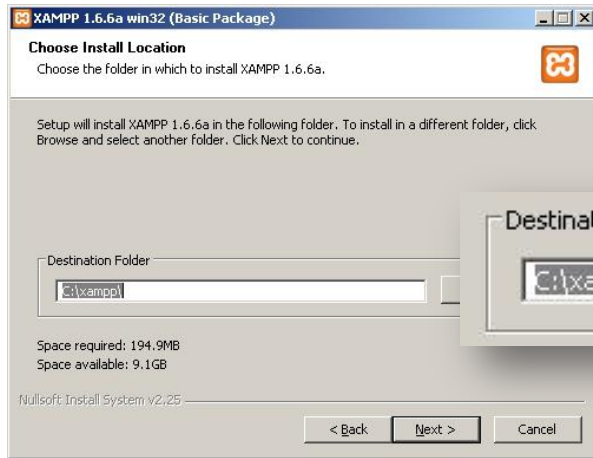 XAMPP 1.6.6a win32 (Basic Package)
Choose Install Location
Choose the folder in which to install XAMPP 1.6.6a.
Setup will install XAMPP 1.6.6a in the following folder. To install in a different folder, click
Browse and select another folder. Click Next to continue.
Destination Folder
C:\xampp\
Destinat
C:\xa
Space required: 194.9MB
Space available: 9.1GB
Nullsoft Install System v2.25
< Back
Next >
Cancel